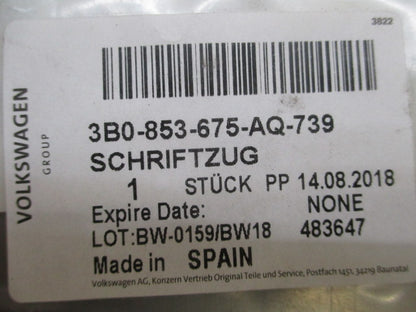 3822
VOLKSWAGEN
GROUP
3B0-853-675-AQ-739
SCHRIFTZUG
1 STÜCK PP 14.08.2018
Expire Date: NONE
LOT:BW-0159/BW18 483647
Made in SPAIN
Volkswagen AG, Konzern Vertrieb Original Teile und Service, Postfach 1451, 34219 Baunatal